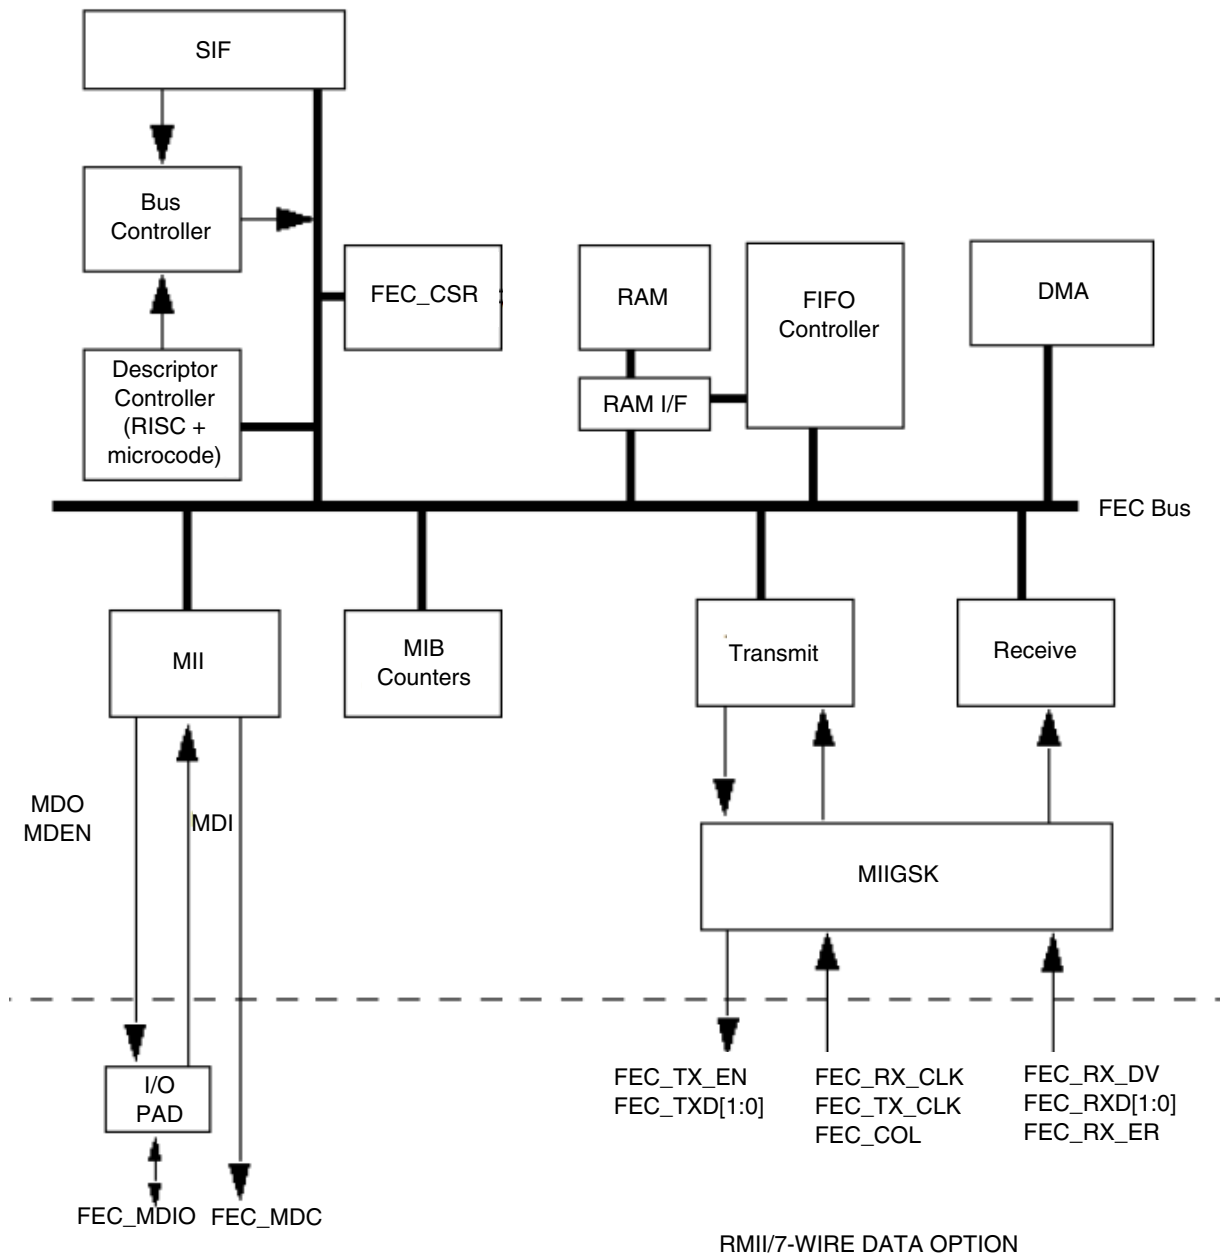 SIF
Bus
Controller
FEC_CSR
RAM
FIFO
Controller
DMA
Descriptor
Controller
(RISC +
microcode)
RAM I/F
FEC Bus
MII
MIB
Counters
Transmit
Receive
MDO
MDEN
MDI
MIIGSK
I/O
PAD
FEC_TX_EN
FEC_TXD[1:0]
FEC_RX_CLK
FEC_TX_CLK
FEC_COL
FEC_RX_DV
FEC_RXD[1:0]
FEC_RX_ER
FEC_MDIO
FEC_MDC
RMII/7-WIRE DATA OPTION